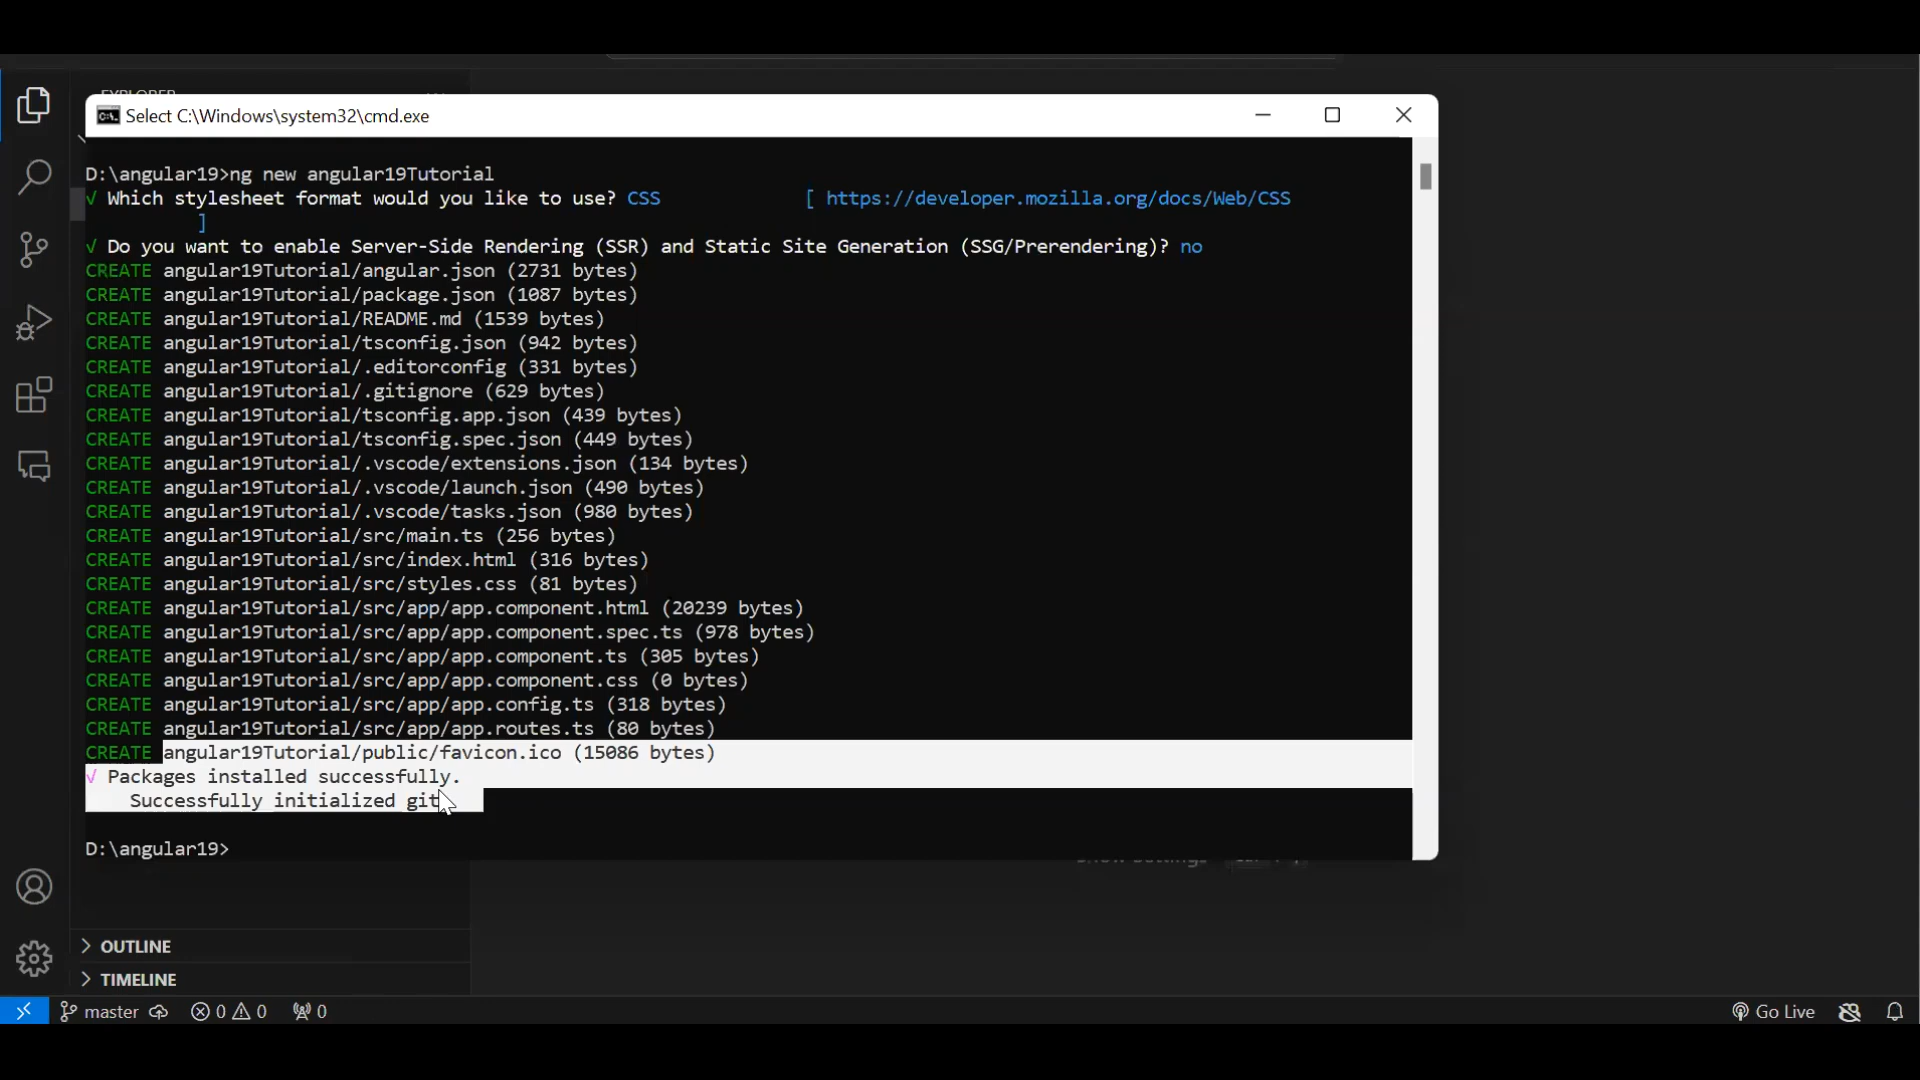 EXPLORER
Select C:\Windows\system32\cmd.exe
D:\angular19>ng new angular19Tutorial
√ Which stylesheet format would you like to use? CSS [ https://developer.mozilla.org/docs/Web/CSS
]
√ Do you want to enable Server-Side Rendering (SSR) and Static Site Generation (SSG/Prerendering)? no
CREATE angular19Tutorial/angular.json (2731 bytes)
CREATE angular19Tutorial/package.json (1087 bytes)
CREATE angular19Tutorial/README.md (1539 bytes)
CREATE angular19Tutorial/tsconfig.json (942 bytes)
CREATE angular19Tutorial/.editorconfig (331 bytes)
CREATE angular19Tutorial/.gitignore (629 bytes)
CREATE angular19Tutorial/tsconfig.app.json (439 bytes)
CREATE angular19Tutorial/tsconfig.spec.json (449 bytes)
CREATE angular19Tutorial/.vscode/extensions.json (134 bytes)
CREATE angular19Tutorial/.vscode/launch.json (490 bytes)
CREATE angular19Tutorial/.vscode/tasks.json (980 bytes)
CREATE angular19Tutorial/src/main.ts (256 bytes)
CREATE angular19Tutorial/src/index.html (316 bytes)
CREATE angular19Tutorial/src/styles.css (81 bytes)
CREATE angular19Tutorial/src/app/app.component.html (20239 bytes)
CREATE angular19Tutorial/src/app/app.component.spec.ts (978 bytes)
CREATE angular19Tutorial/src/app/app.component.ts (305 bytes)
CREATE angular19Tutorial/src/app/app.component.css (0 bytes)
CREATE angular19Tutorial/src/app/app.config.ts (318 bytes)
CREATE angular19Tutorial/src/app/app.routes.ts (80 bytes)
CREATE angular19Tutorial/public/favicon.ico (15086 bytes)
√ Packages installed successfully.
Successfully initialized git
D:\angular19>
OUTLINE
TIMELINE
master 0 0 0 Go Live